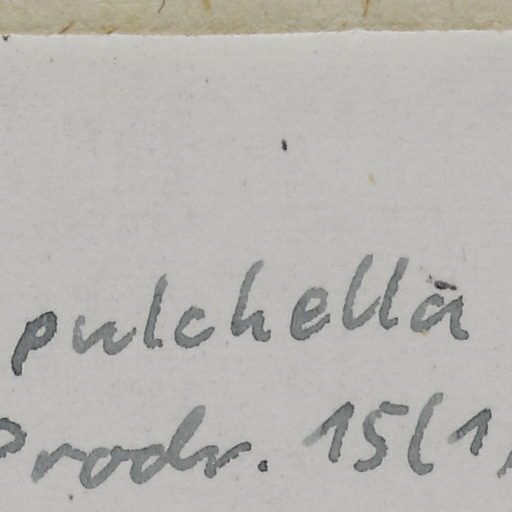 pulchella
Prodr. 15(1)